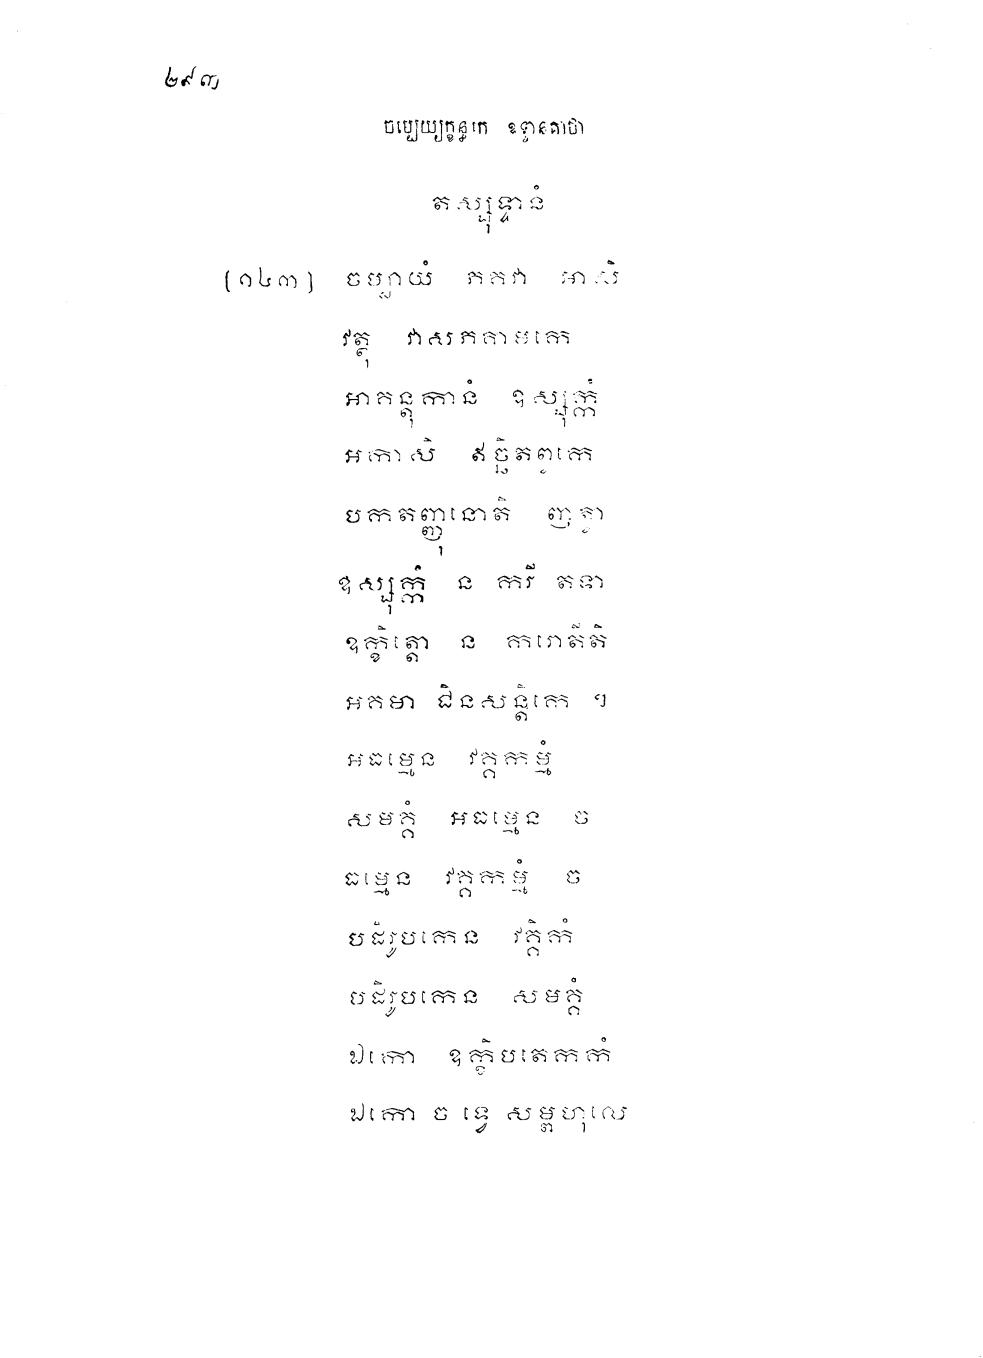 ២៩៣
ចម្បេយ្យក្ខន្ធកេ ឧទ្ទានគាថា
តស្សុទ្ទានំ
(១៤៣) ចម្បាយំ ភគវា អាសិ
វត្ថុ វាសភគាមកេ
អាគន្តុកានំ ឧស្សុក្កំ
អកាសិ ឥច្ឆិតព្វកេ
បកតញ្ញុនោតិ ញត្វា
ឧស្សុក្កំ ន ករី តទា
ឧក្ខិត្តោ ន ករោតីតិ
អគមា ជិនសន្តិកេ ។
អធម្មេន វគ្គកម្មំ
សមគ្គំ អធម្មេន ច
ធម្មេន វគ្គកម្មំ ច
បដិរូបកេន វគ្គិកំ
បដិរូបកេន សមគ្គំ
ឯកោ ឧក្ខិបតេកកំ
ឯកោ ច ទ្វេ សម្ពហុលេ